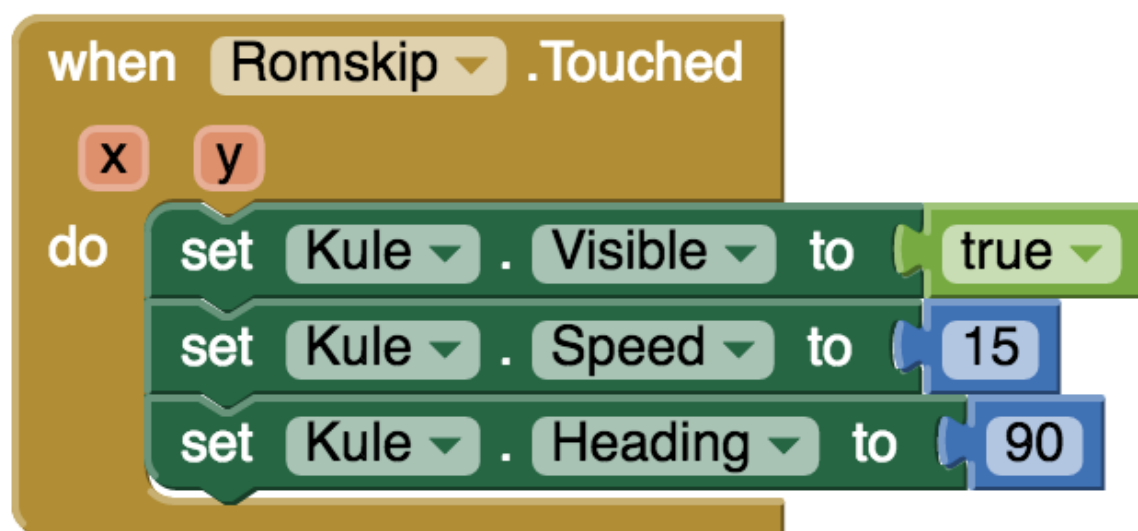 when Romskip .Touched
x y
do set Kule . Visible to true
set Kule . Speed to 15
set Kule . Heading to 90